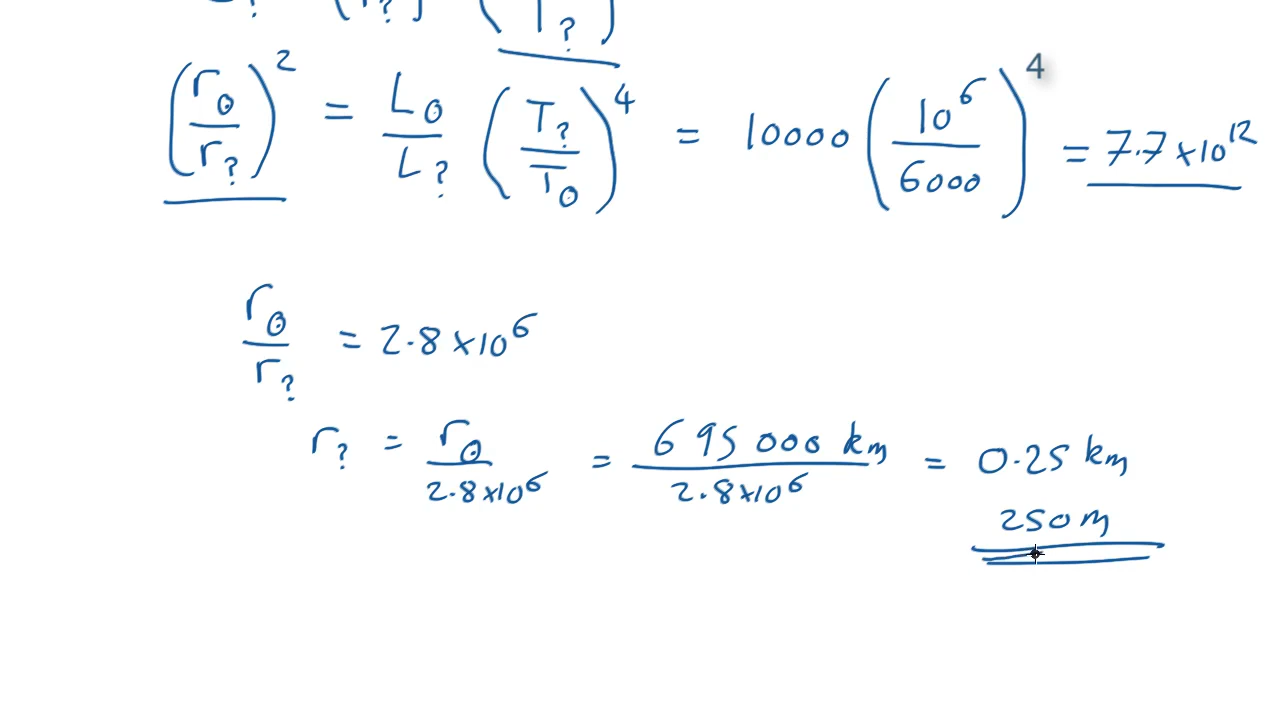 (r⊙/r?)² = L⊙/L? (T?/T⊙)⁴ = 10000 (10⁶/6000)⁴ = 7.7×10¹²
r⊙/r? = 2.8×10⁶
r? = r⊙/2.8×10⁶ = 695 000 km/2.8×10⁶ = 0.25 km
250m